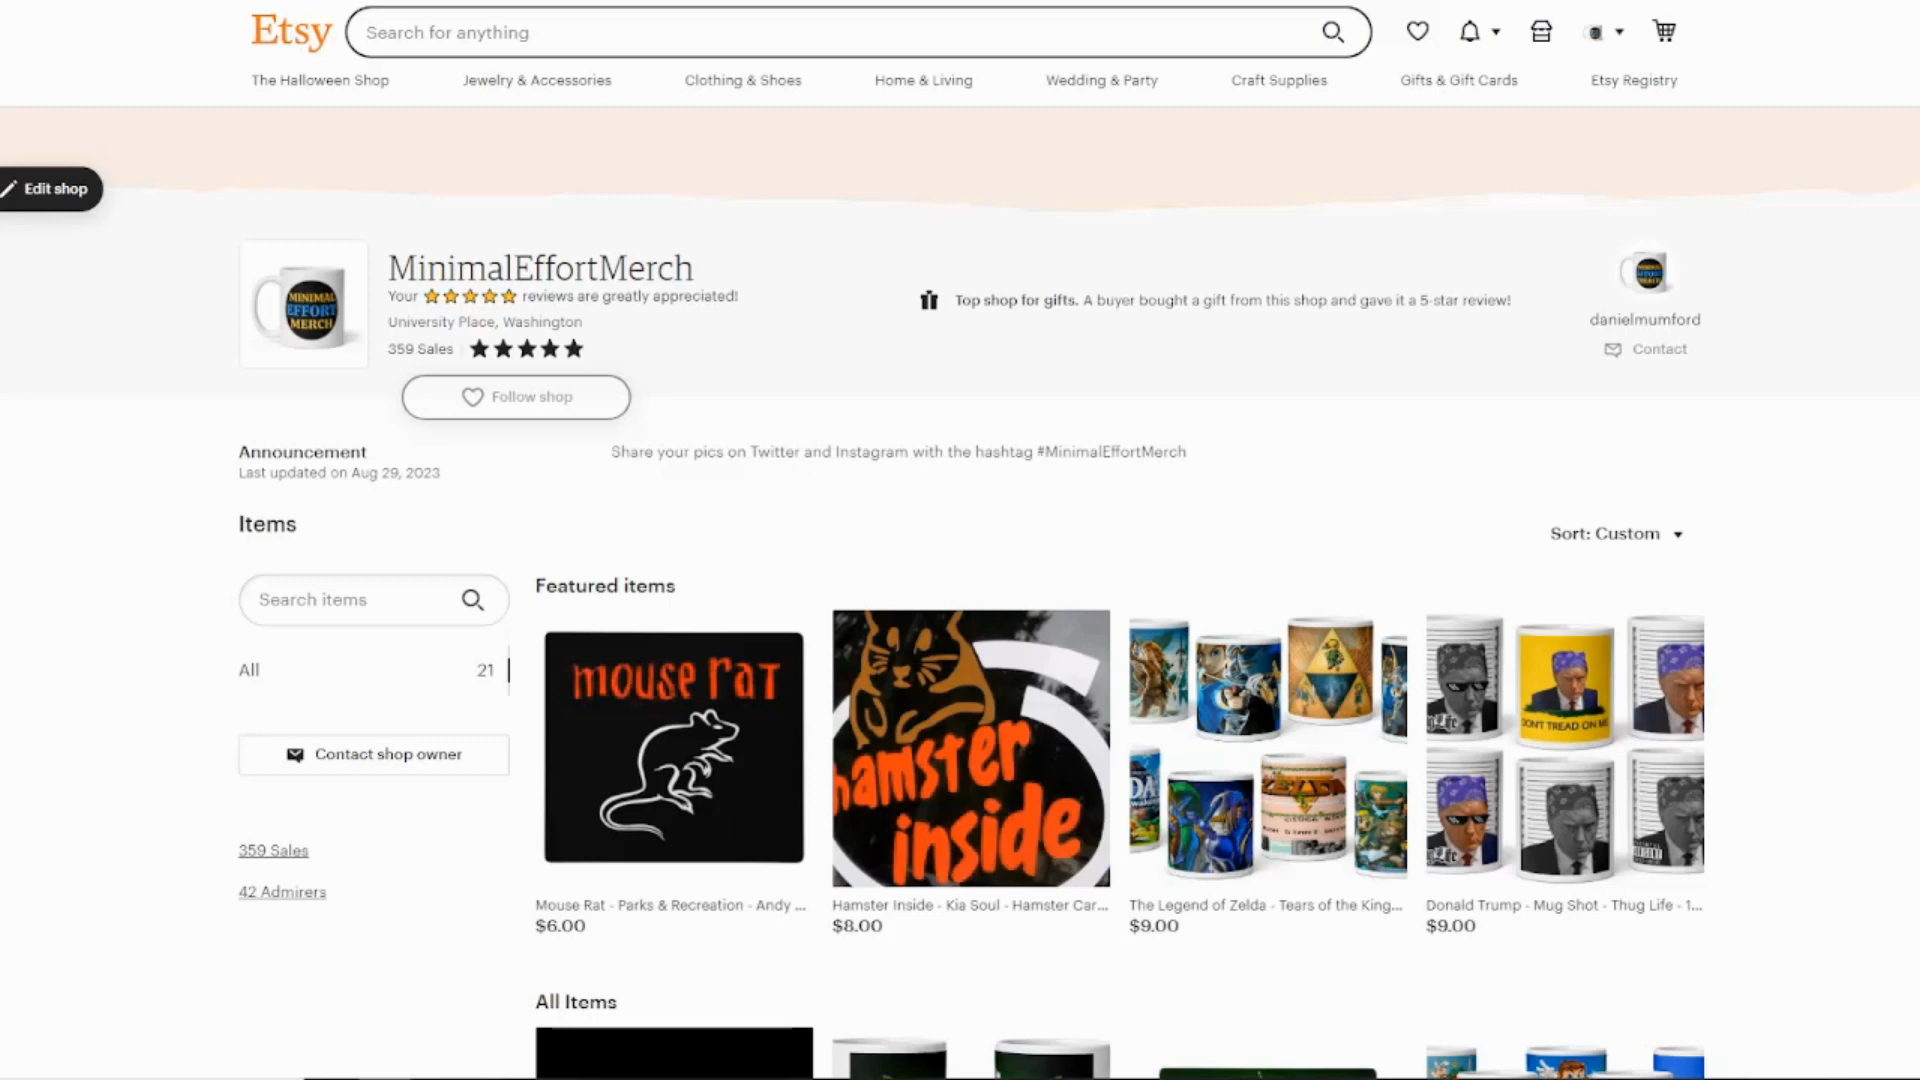 Etsy
Search for anything
The Halloween Shop
Jewelry & Accessories
Clothing & Shoes
Home & Living
Wedding & Party
Craft Supplies
Gifts & Gift Cards
Etsy Registry
Edit shop
MINIMAL
EFFORT
MERCH
MinimalEffortMerch
Your ⭐⭐⭐⭐⭐ reviews are greatly appreciated!
University Place, Washington
359 Sales ★★★★★
Follow shop
Top shop for gifts. A buyer bought a gift from this shop and gave it a 5-star review!
danielmumford
Contact
Announcement
Last updated on Aug 29, 2023
Share your pics on Twitter and Instagram with the hashtag #MinimalEffortMerch
Items
Sort: Custom
Search items
All 21
Contact shop owner
359 Sales
42 Admirers
Featured items
mouse rat
hamster
inside
DON'T TREAD ON ME
Mouse Rat - Parks & Recreation - Andy ...
$6.00
Hamster Inside - Kia Soul - Hamster Car...
$8.00
The Legend of Zelda - Tears of the King...
$9.00
Donald Trump - Mug Shot - Thug Life - 1...
$9.00
All Items